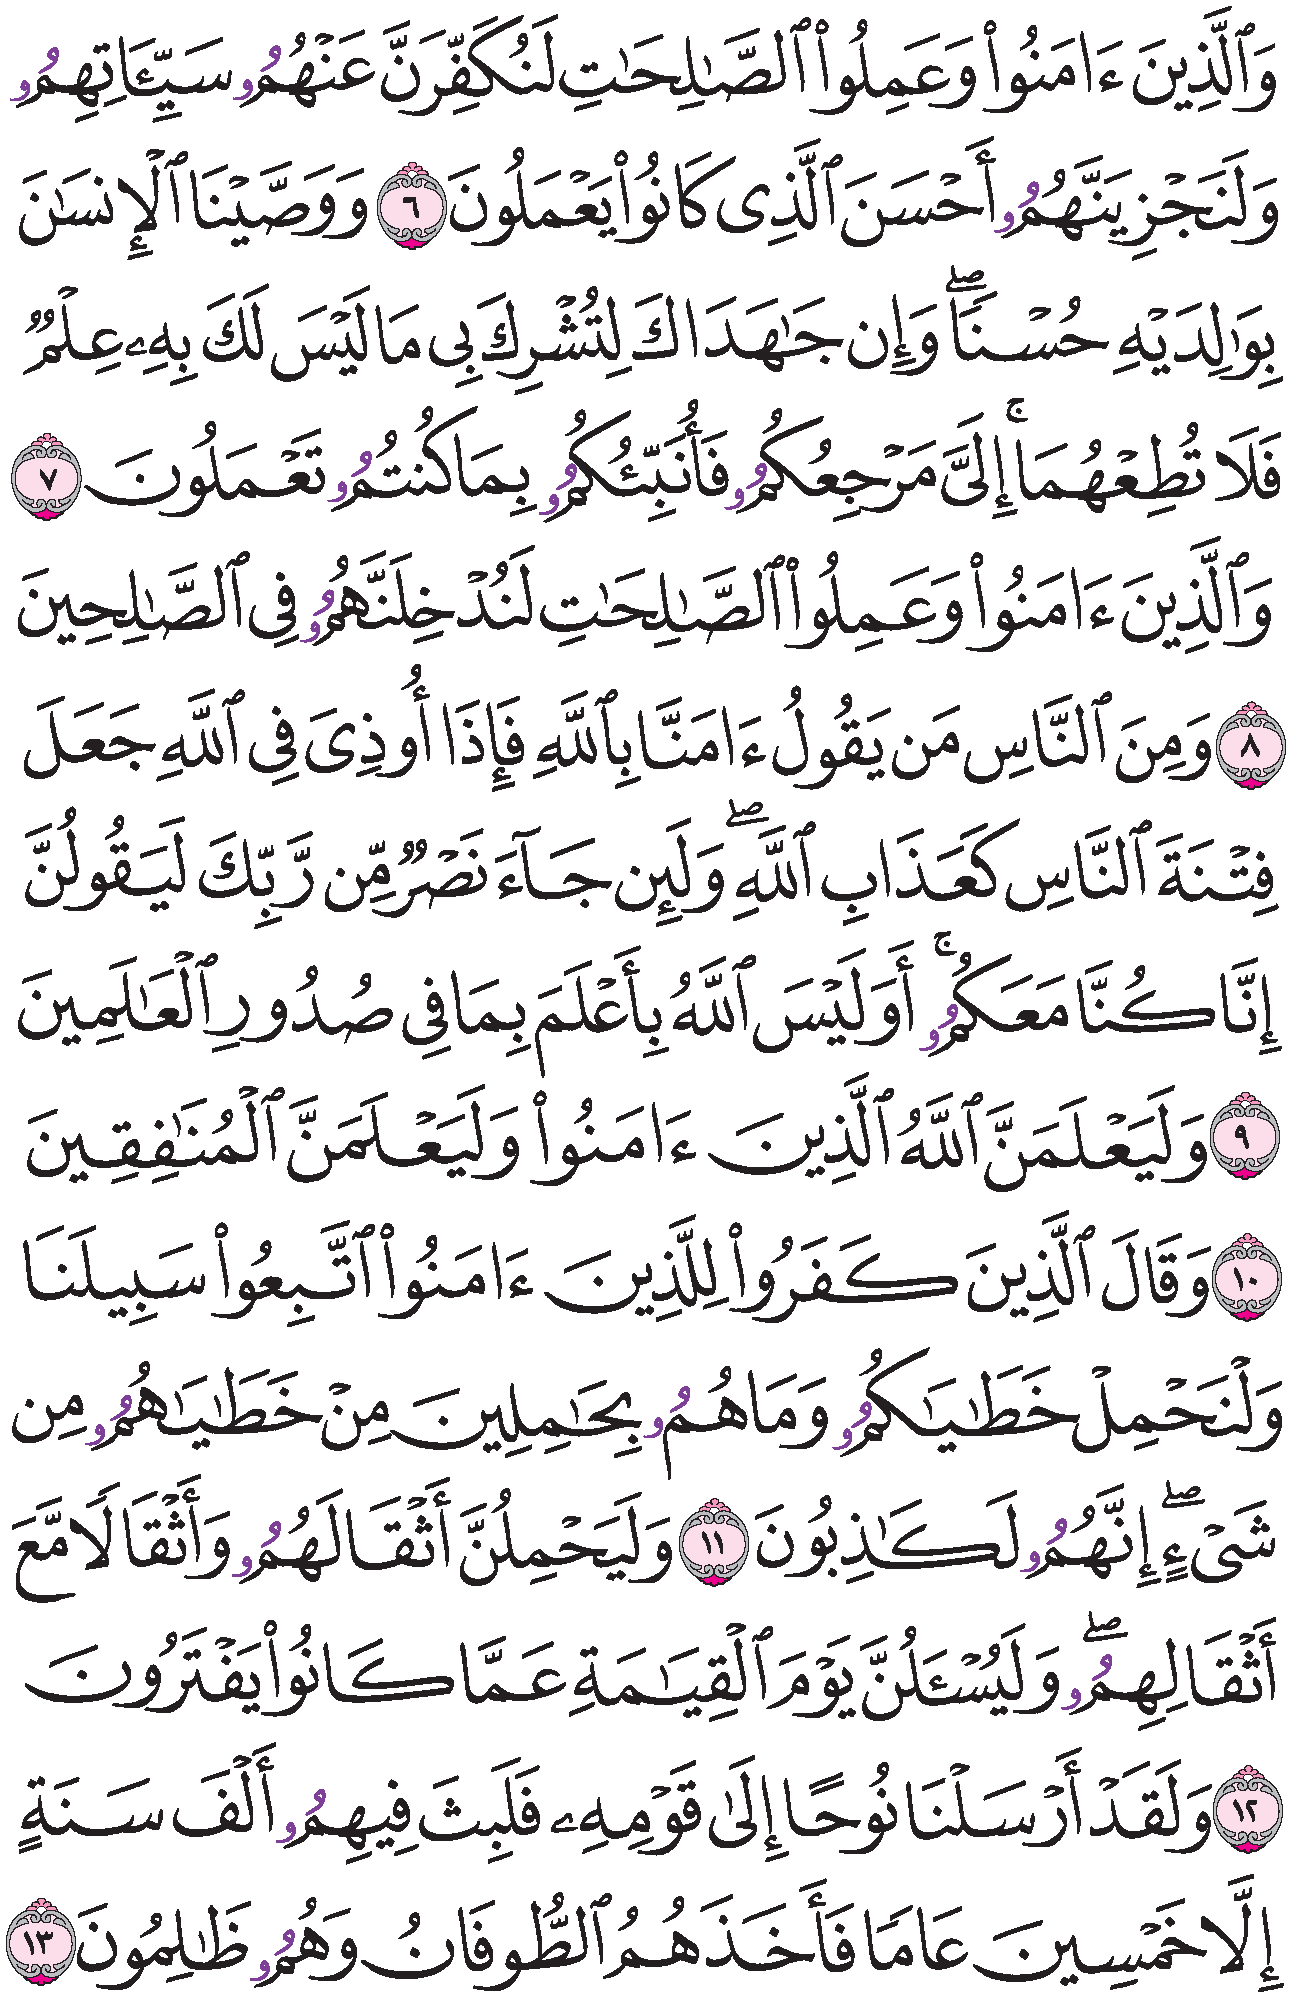 وَٱلَّذِينَ ءَامَنُواْ وَعَمِلُواْ ٱلصَّـٰلِحَـٰتِ لَنُكَفِّرَنَّ عَنْهُمُۥ سَيِّـَٔاتِهِمُۥ
وَلَنَجْزِيَنَّهُمُۥ أَحْسَنَ ٱلَّذِى كَانُواْ يَعْمَلُونَ ٦ وَوَصَّيْنَا ٱلْإِنسَـٰنَ
بِوَٰلِدَيْهِ حُسْنًاۖ وَإِن جَـٰهَدَاكَ لِتُشْرِكَ بِى مَا لَيْسَ لَكَ بِهِۦ عِلْمٌ
فَلَا تُطِعْهُمَاۚ إِلَىَّ مَرْجِعُكُمُۥ فَأُنَبِّئُكُمُۥ بِمَا كُنتُمُۥ تَعْمَلُونَ ٧
وَٱلَّذِينَ ءَامَنُواْ وَعَمِلُواْ ٱلصَّـٰلِحَـٰتِ لَنُدْخِلَنَّهُمُۥ فِى ٱلصَّـٰلِحِينَ
٨ وَمِنَ ٱلنَّاسِ مَن يَقُولُ ءَامَنَّا بِٱللَّهِ فَإِذَا أُوذِىَ فِى ٱللَّهِ جَعَلَ
فِتْنَةَ ٱلنَّاسِ كَعَذَابِ ٱللَّهِۖ وَلَئِن جَآءَ نَصْرٌ مِّن رَّبِّكَ لَيَقُولُنَّ
إِنَّا كُنَّا مَعَكُمُۥۚ أَوَلَيْسَ ٱللَّهُ بِأَعْلَمَ بِمَا فِى صُدُورِ ٱلْعَـٰلَمِينَ
٩ وَلَيَعْلَمَنَّ ٱللَّهُ ٱلَّذِينَ ءَامَنُواْ وَلَيَعْلَمَنَّ ٱلْمُنَـٰفِقِينَ
١٠ وَقَالَ ٱلَّذِينَ كَفَرُواْ لِلَّذِينَ ءَامَنُواْ ٱتَّبِعُواْ سَبِيلَنَا
وَلْنَحْمِلْ خَطَـٰيَـٰكُمُۥ وَمَا هُمُۥ بِحَـٰمِلِينَ مِنْ خَطَـٰيَـٰهُمُۥ مِن
شَىْءٍۖ إِنَّهُمُۥ لَكَـٰذِبُونَ ١١ وَلَيَحْمِلُنَّ أَثْقَالَهُمُۥ وَأَثْقَالًا مَّعَ
أَثْقَالِهِمُۥۖ وَلَيُسْـَٔلُنَّ يَوْمَ ٱلْقِيَـٰمَةِ عَمَّا كَانُواْ يَفْتَرُونَ
١٢ وَلَقَدْ أَرْسَلْنَا نُوحًا إِلَىٰ قَوْمِهِۦ فَلَبِثَ فِيهِمُۥ أَلْفَ سَنَةٍ
إِلَّا خَمْسِينَ عَامًا فَأَخَذَهُمُ ٱلطُّوفَانُ وَهُمُۥ ظَـٰلِمُونَ ١٣